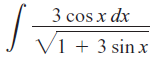 ∫ 3 cos x dx / √(1 + 3 sin x)